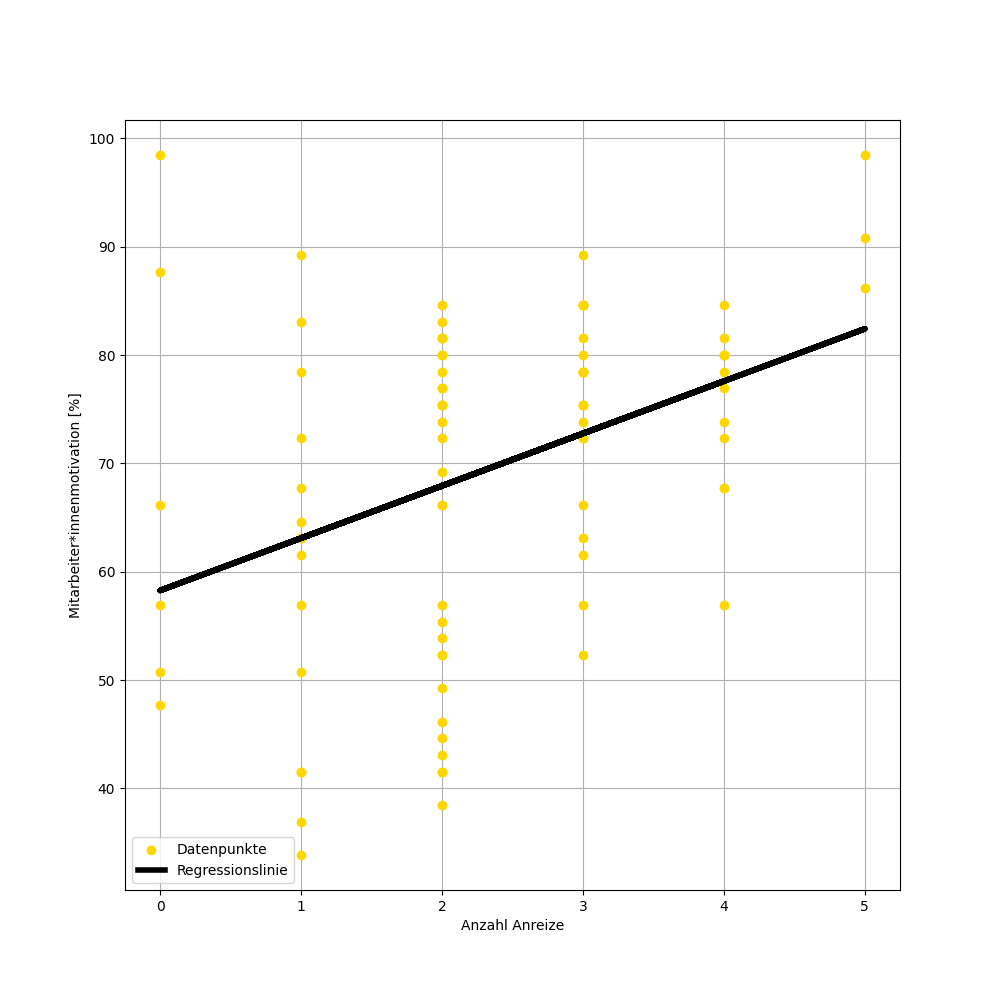 100
90
80
70
60
50
40
Mitarbeiter*innenmotivation [%]
Datenpunkte
Regressionslinie
0 1 2 3 4 5
Anzahl Anreize